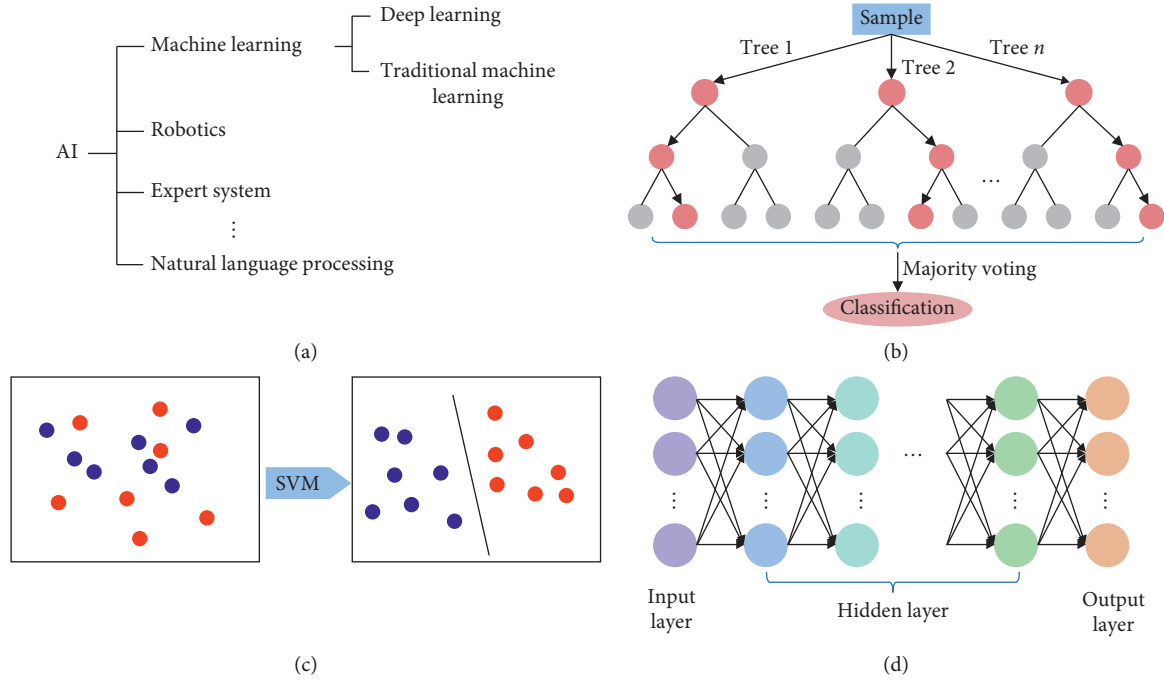 Deep learning
Machine learning
Traditional machine
learning
Robotics
AI
Expert system
⋮
Natural language processing
(a)
Sample
Tree 1
Tree 2
Tree n
...
Majority voting
Classification
(b)
SVM
(c)
...
⋮ ⋮ ⋮ ⋮ ⋮
Input
layer
Hidden layer
Output
layer
(d)